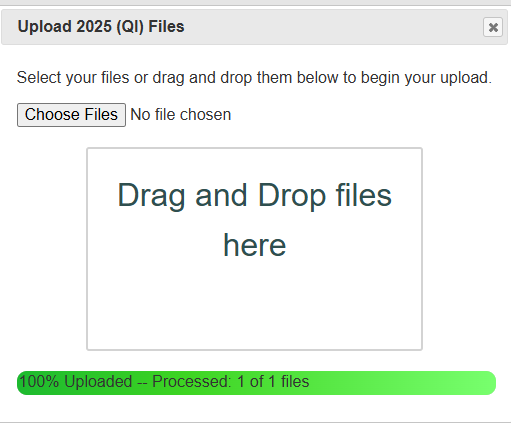 Upload 2025 (QI) Files
Select your files or drag and drop them below to begin your upload.
Choose Files No file chosen
Drag and Drop files
here
100% Uploaded -- Processed: 1 of 1 files